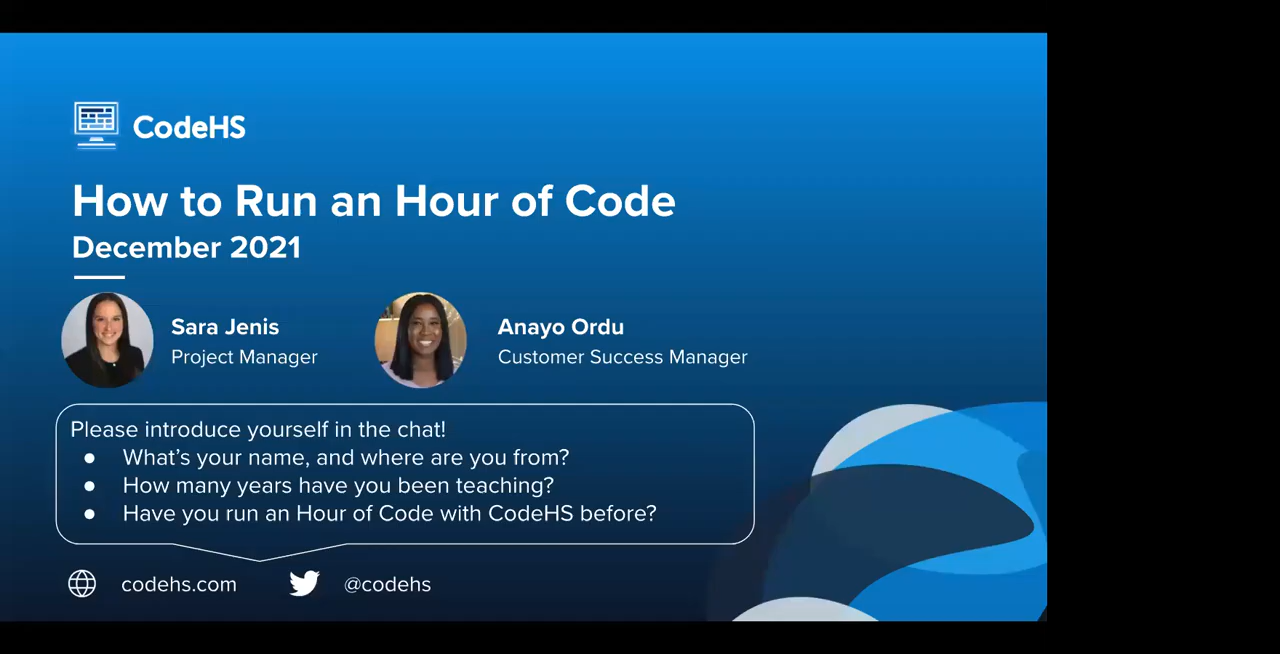 CodeHS
How to Run an Hour of Code
December 2021
Sara Jenis
Project Manager
Anayo Ordu
Customer Success Manager
Please introduce yourself in the chat!
● What's your name, and where are you from?
● How many years have you been teaching?
● Have you run an Hour of Code with CodeHS before?
codehs.com
@codehs